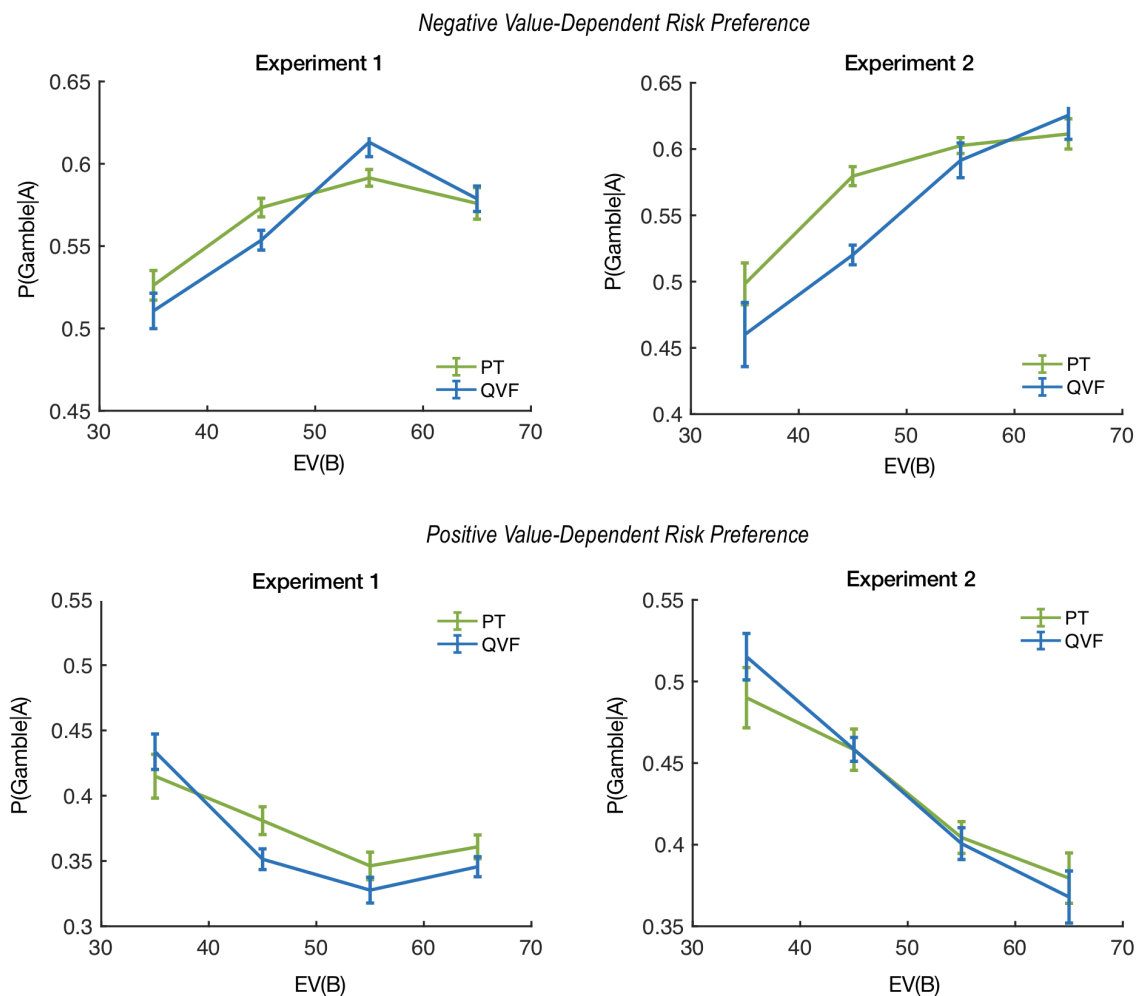 Negative Value-Dependent Risk Preference
Experiment 1
0.65
0.6
0.55
0.5
0.45
P(Gamble|A)
PT
QVF
30 40 50 60 70
EV(B)
Experiment 2
0.65
0.6
0.55
0.5
0.45
0.4
P(Gamble|A)
PT
QVF
30 40 50 60 70
EV(B)
Positive Value-Dependent Risk Preference
Experiment 1
0.55
0.5
0.45
0.4
0.35
0.3
P(Gamble|A)
PT
QVF
30 40 50 60 70
EV(B)
Experiment 2
0.55
0.5
0.45
0.4
0.35
P(Gamble|A)
PT
QVF
30 40 50 60 70
EV(B)